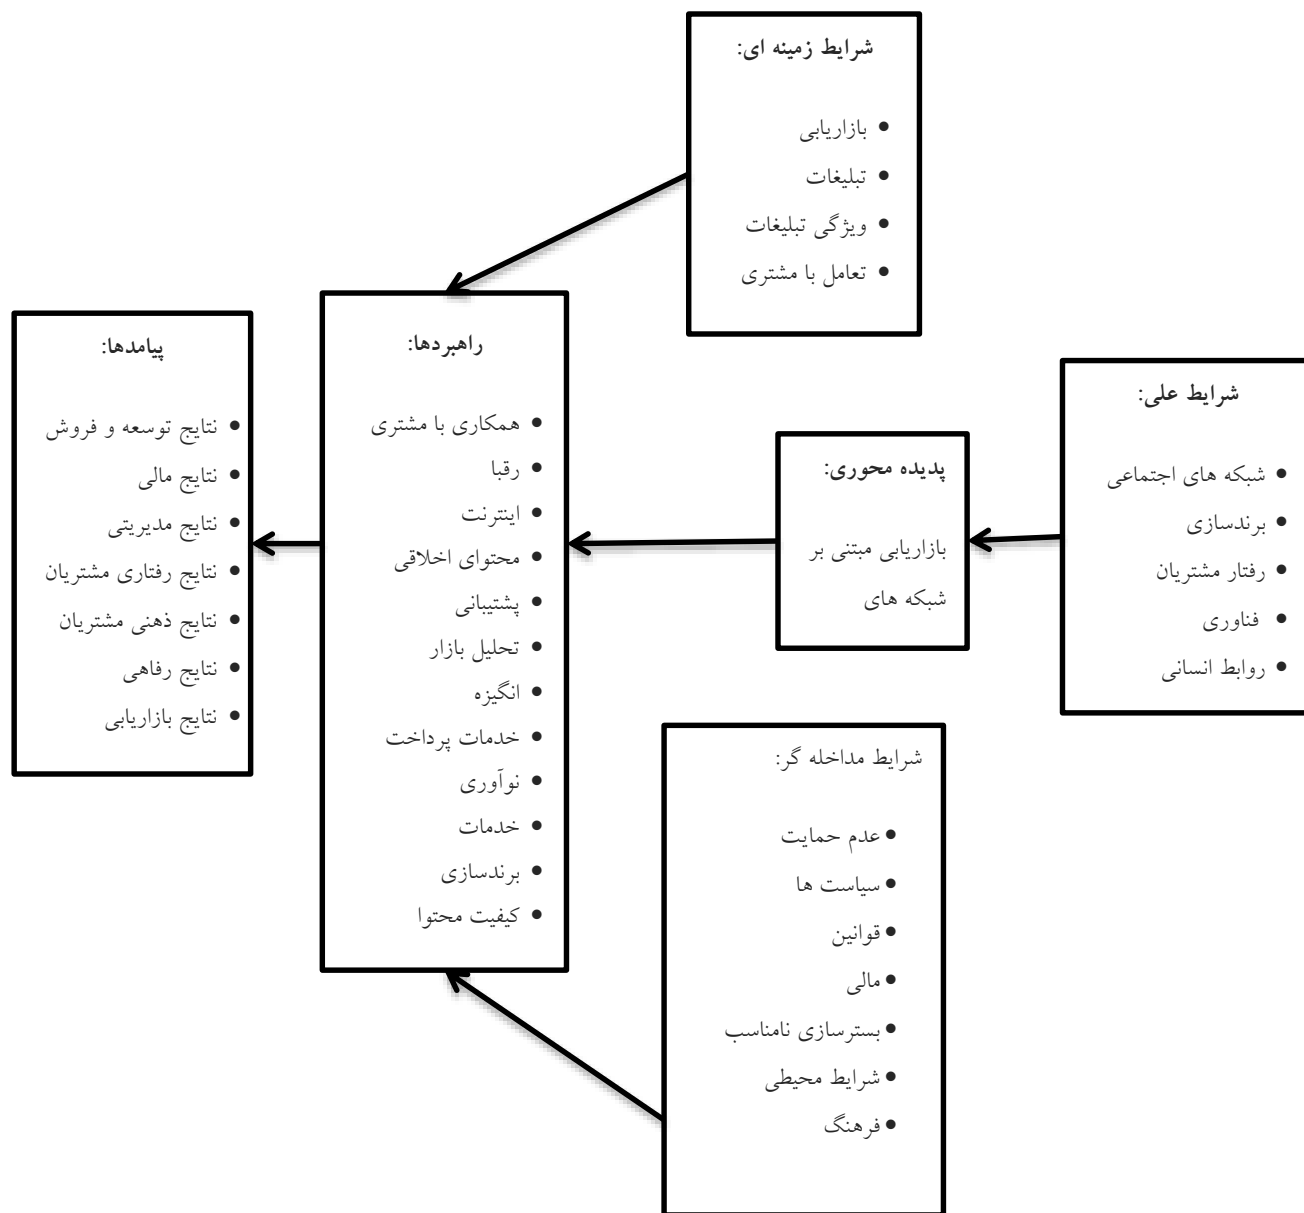 شرایط زمینه ای:
• بازاریابی
• تبلیغات
• ویژگی تبلیغات
• تعامل با مشتری
شرایط علی:
• شبکه های اجتماعی
• برندسازی
• رفتار مشتریان
• فناوری
• روابط انسانی
پدیده محوری:
بازاریابی مبتنی بر
شبکه های
راهبردها:
• همکاری با مشتری
• رقبا
• اینترنت
• محتوای اخلاقی
• پشتیبانی
• تحلیل بازار
• انگیزه
• خدمات پرداخت
• نوآوری
• خدمات
• برندسازی
• کیفیت محتوا
پیامدها:
• نتایج توسعه و فروش
• نتایج مالی
• نتایج مدیریتی
• نتایج رفتاری مشتریان
• نتایج ذهنی مشتریان
• نتایج رفاهی
• نتایج بازاریابی
شرایط مداخله گر:
• عدم حمایت
• سیاست ها
• قوانین
• مالی
• بسترسازی نامناسب
• شرایط محیطی
• فرهنگ